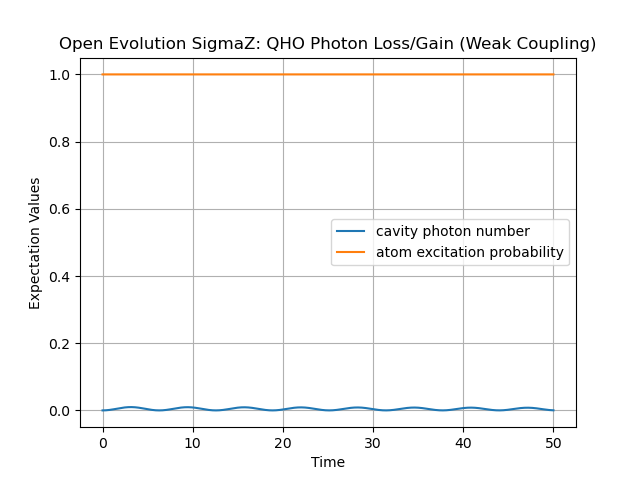 Open Evolution SigmaZ: QHO Photon Loss/Gain (Weak Coupling)
1.0
0.8
0.6
0.4
0.2
0.0
Expectation Values
cavity photon number
atom excitation probability
0 10 20 30 40 50
Time